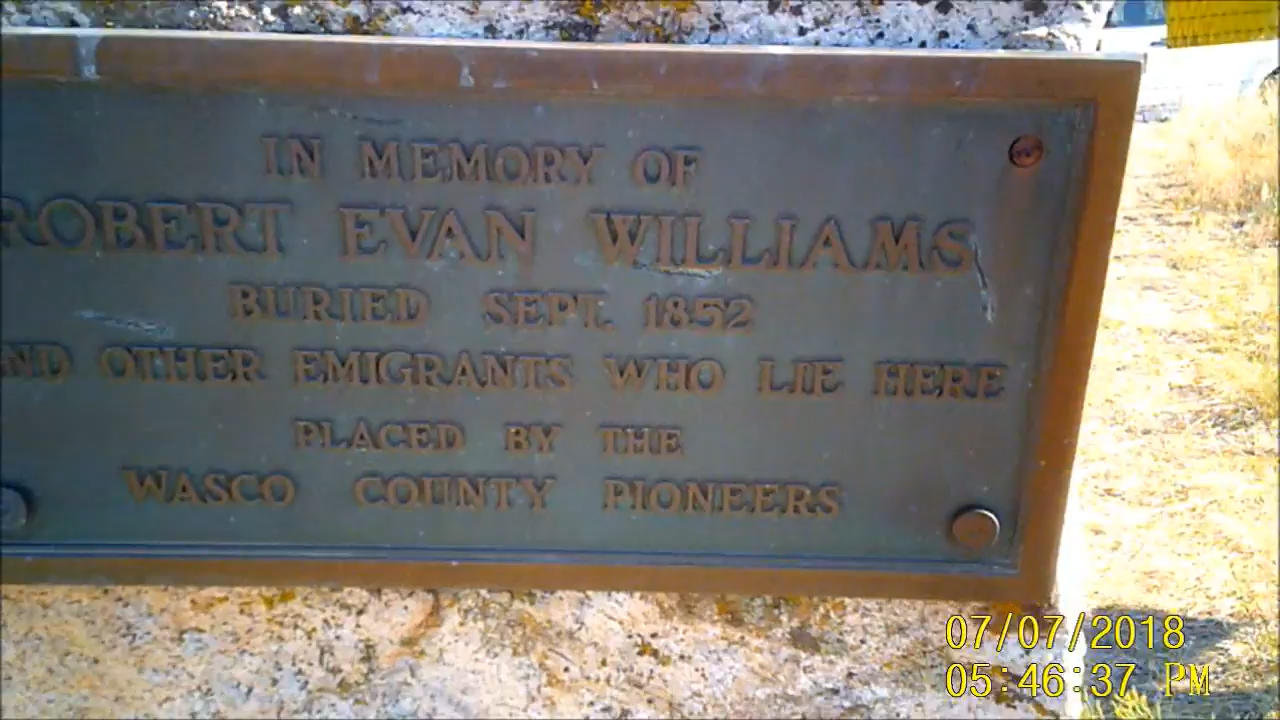 IN MEMORY OF
ROBERT EVAN WILLIAMS
BURIED SEPT. 1852
ND OTHER EMIGRANTS WHO LIE HERE
PLACED BY THE
WASCO COUNTY PIONEERS
07/07/2018
05:46:37 PM